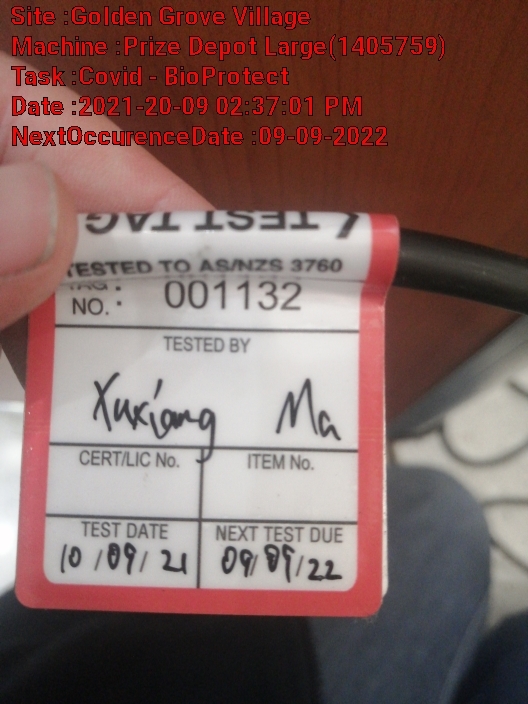 Site :Golden Grove Village
Machine :Prize Depot Large(1405759)
Task :Covid - BioProtect
Date :2021-20-09 02:37:01 PM
NextOccurenceDate :09-09-2022
TEST TAG
TESTED TO AS/NZS 3760
TAG :
NO. : 001132
TESTED BY
Xuxiang Ma
CERT/LIC No. ITEM No.
TEST DATE NEXT TEST DUE
10/09/21 09/09/22